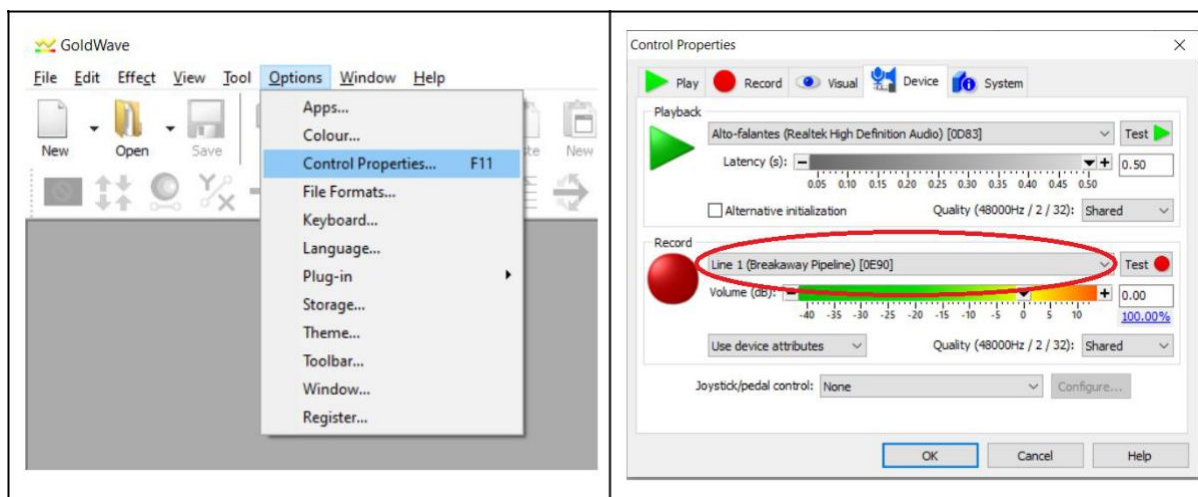 GoldWave
File Edit Effect View Tool Options Window Help
New Open Save New
Apps...
Colour...
Control Properties... F11
File Formats...
Keyboard...
Language...
Plug-in
Storage...
Theme...
Toolbar...
Window...
Register...
Control Properties
Play Record Visual Device System
Playback
Alto-falantes (Realtek High Definition Audio) [0D83] Test
Latency (s): 0.50
0.05 0.10 0.15 0.20 0.25 0.30 0.35 0.40 0.45 0.50
Alternative initialization Quality (48000Hz / 2 / 32): Shared
Record
Line 1 (Breakaway Pipeline) [0E90] Test
Volume (dB): 0.00
-40 -35 -30 -25 -20 -15 -10 -5 0 5 10 100.00%
Use device attributes Quality (48000Hz / 2 / 32): Shared
Joystick/pedal control: None Configure...
OK Cancel Help